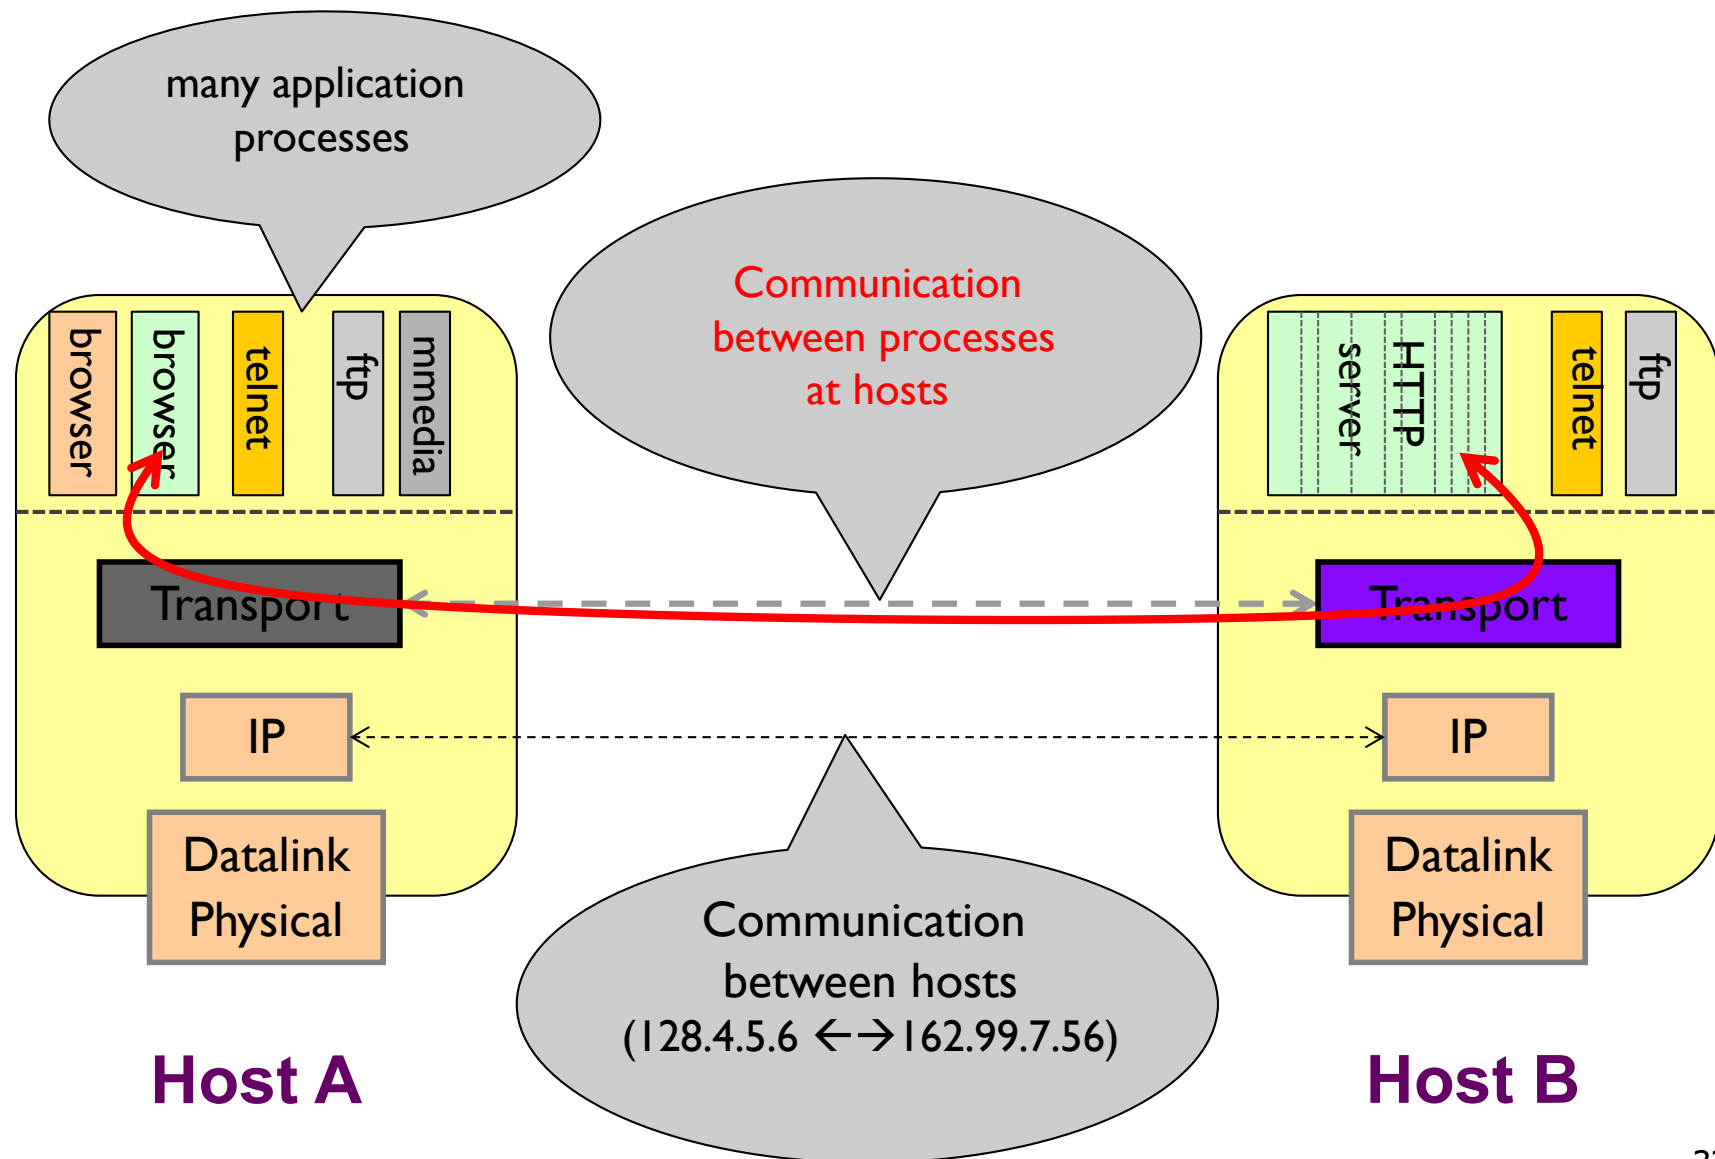 many application
processes
Communication
between processes
at hosts
browser
browser
telnet
ftp
mmedia
HTTP
server
telnet
ftp
Transport
Transport
IP
IP
Datalink
Physical
Datalink
Physical
Communication
between hosts
(128.4.5.6 ←→162.99.7.56)
Host A
Host B